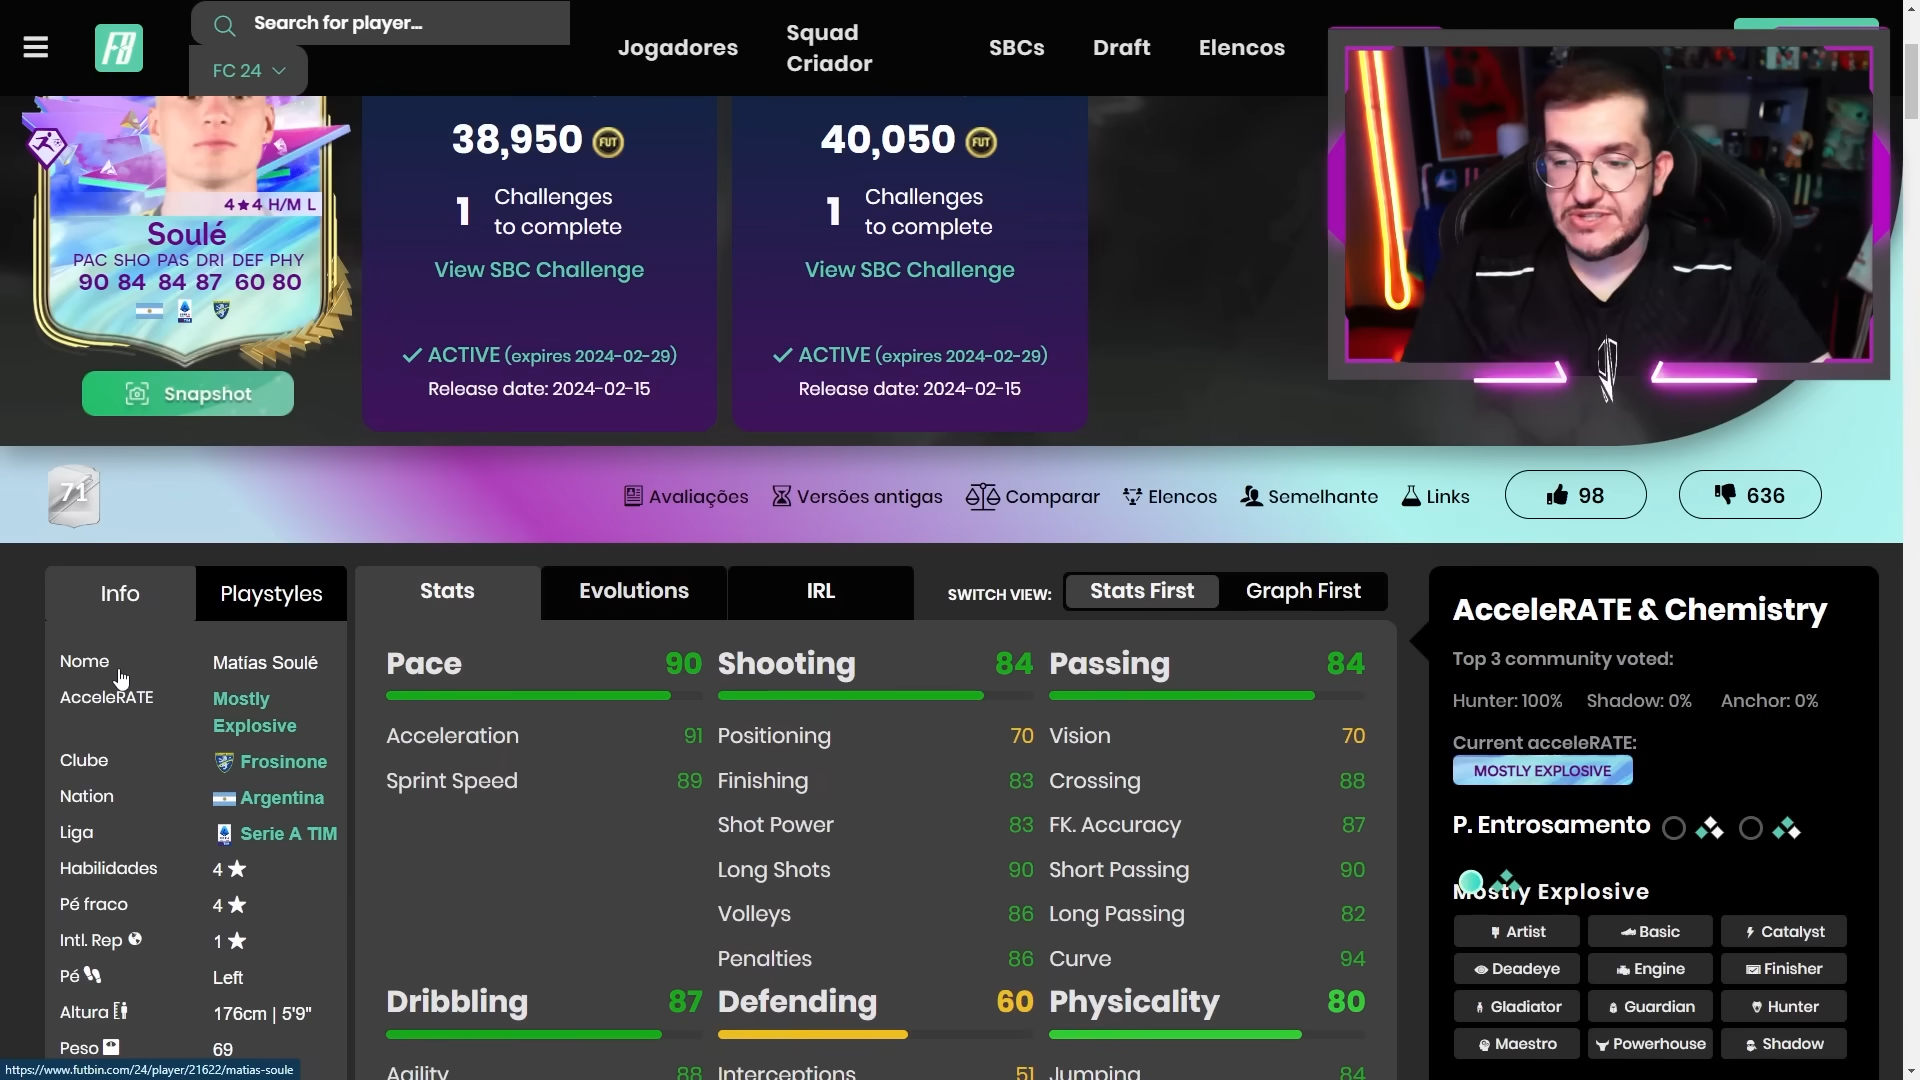 Search for player...
FC 24
Jogadores
Squad
Criador
SBCs
Draft
Elencos
4★4 H/M L
Soulé
PAC SHO PAS DRI DEF PHY
90 84 84 87 60 80
Snapshot
38,950 FUT
1 Challenges
to complete
View SBC Challenge
ACTIVE (expires 2024-02-29)
Release date: 2024-02-15
40,050 FUT
1 Challenges
to complete
View SBC Challenge
ACTIVE (expires 2024-02-29)
Release date: 2024-02-15
71
Avaliações
Versões antigas
Comparar
Elencos
Semelhante
Links
98
636
Info
Playstyles
Nome Matías Soulé
AcceleRATE Mostly
Explosive
Clube Frosinone
Nation Argentina
Liga Serie A TIM
Habilidades 4★
Pé fraco 4★
Intl. Rep 1★
Pé Left
Altura 176cm | 5'9"
Peso 69
Stats
Evolutions
IRL
SWITCH VIEW:
Stats First
Graph First
Pace 90
Acceleration 91
Sprint Speed 89
Shooting 84
Positioning 70
Finishing 83
Shot Power 83
Long Shots 90
Volleys 86
Penalties 86
Passing 84
Vision 70
Crossing 88
FK. Accuracy 87
Short Passing 90
Long Passing 82
Curve 94
Dribbling 87
Agility 88
Defending 60
Interceptions 51
Physicality 80
Jumping 84
AcceleRATE & Chemistry
Top 3 community voted:
Hunter: 100% Shadow: 0% Anchor: 0%
Current acceleRATE:
MOSTLY EXPLOSIVE
P. Entrosamento
Mostly Explosive
Artist Basic Catalyst
Deadeye Engine Finisher
Gladiator Guardian Hunter
Maestro Powerhouse Shadow
https://www.futbin.com/24/player/21622/matias-soule